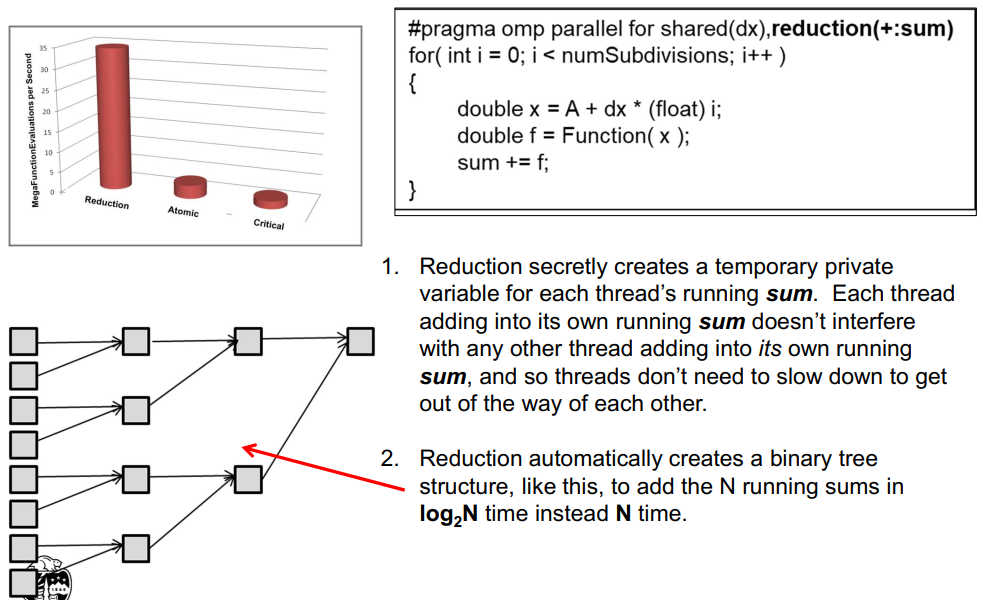 MegaFunctionEvaluations per Second
35
30
25
20
15
10
5
0
Reduction
Atomic
Critical
#pragma omp parallel for shared(dx),reduction(+:sum)
for( int i = 0; i < numSubdivisions; i++ )
{
double x = A + dx * (float) i;
double f = Function( x );
sum += f;
}
1. Reduction secretly creates a temporary private
variable for each thread’s running sum. Each thread
adding into its own running sum doesn’t interfere
with any other thread adding into its own running
sum, and so threads don’t need to slow down to get
out of the way of each other.
2. Reduction automatically creates a binary tree
structure, like this, to add the N running sums in
log₂N time instead N time.